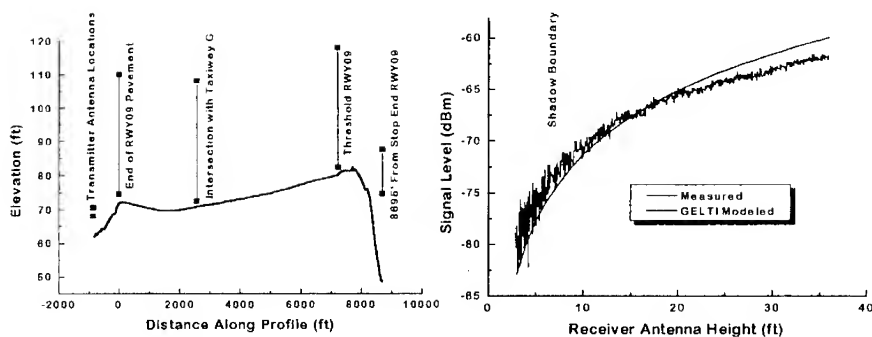 Elevation (ft)
120
110
100
90
80
70
60
50
-2000
0
2000
4000
6000
8000
10000
Distance Along Profile (ft)
Transmitter Antenna Locations
End of RWY09 Pavement
Intersection with Taxiway G
Threshold RWY09
8695' From Stop End RWY09
Signal Level (dBm)
-60
-65
-70
-75
-80
-85
0
10
20
30
40
Receiver Antenna Height (ft)
Shadow Boundary
Measured
GELTI Modeled